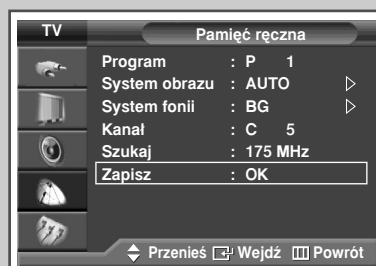 TV
Pamięć ręczna
Program : P 1
System obrazu : AUTO
System fonii : BG
Kanał : C 5
Szukaj : 175 MHz
Zapisz : OK
Przenieś Wejdź Powrót